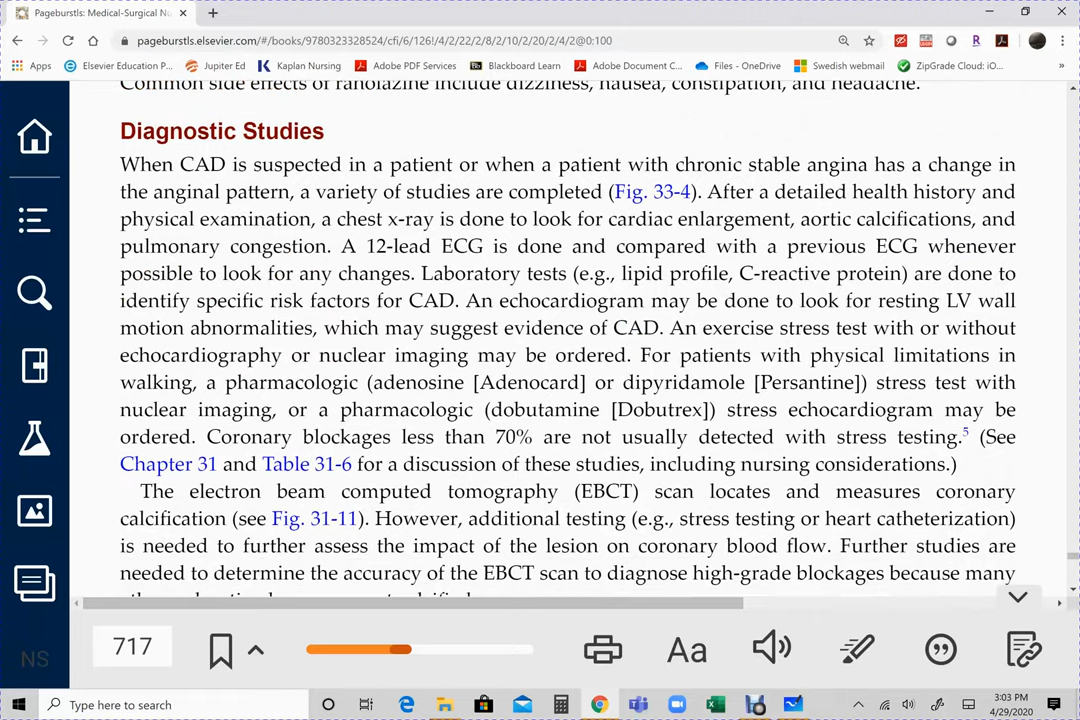 Pageburstls: Medical-Surgical Nu
pageburstls.elsevier.com/#/books/9780323328524/cfi/6/126!/4/2/22/2/8/2/10/2/20/2/4/2@0:100
Apps Elsevier Education P... Jupiter Ed Kaplan Nursing Adobe PDF Services Bb Blackboard Learn Adobe Document C... Files - OneDrive Swedish webmail ZipGrade Cloud: iO... »
Common side effects of ranolazine include dizziness, nausea, constipation, and headache.
Diagnostic Studies
When CAD is suspected in a patient or when a patient with chronic stable angina has a change in
the anginal pattern, a variety of studies are completed (Fig. 33-4). After a detailed health history and
physical examination, a chest x-ray is done to look for cardiac enlargement, aortic calcifications, and
pulmonary congestion. A 12-lead ECG is done and compared with a previous ECG whenever
possible to look for any changes. Laboratory tests (e.g., lipid profile, C-reactive protein) are done to
identify specific risk factors for CAD. An echocardiogram may be done to look for resting LV wall
motion abnormalities, which may suggest evidence of CAD. An exercise stress test with or without
echocardiography or nuclear imaging may be ordered. For patients with physical limitations in
walking, a pharmacologic (adenosine [Adenocard] or dipyridamole [Persantine]) stress test with
nuclear imaging, or a pharmacologic (dobutamine [Dobutrex]) stress echocardiogram may be
ordered. Coronary blockages less than 70% are not usually detected with stress testing.5 (See
Chapter 31 and Table 31-6 for a discussion of these studies, including nursing considerations.)
The electron beam computed tomography (EBCT) scan locates and measures coronary
calcification (see Fig. 31-11). However, additional testing (e.g., stress testing or heart catheterization)
is needed to further assess the impact of the lesion on coronary blood flow. Further studies are
needed to determine the accuracy of the EBCT scan to diagnose high-grade blockages because many
NS
717
Aa
Type here to search
3:03 PM
4/29/2020